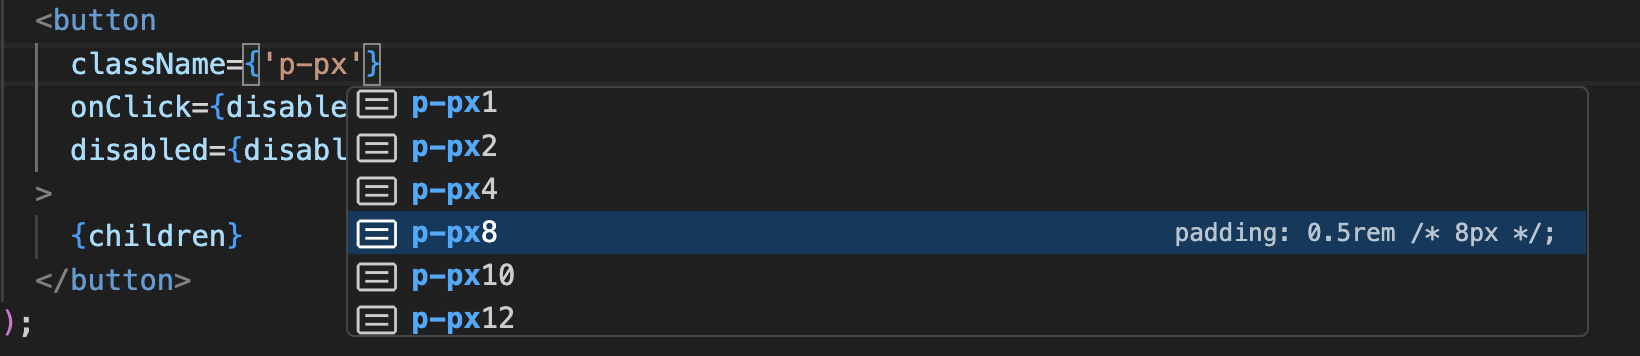 <button
className={'p-px'}
onClick={disable
disabled={disabl
>
{children}
</button>
);
p-px1
p-px2
p-px4
p-px8 padding: 0.5rem /* 8px */;
p-px10
p-px12